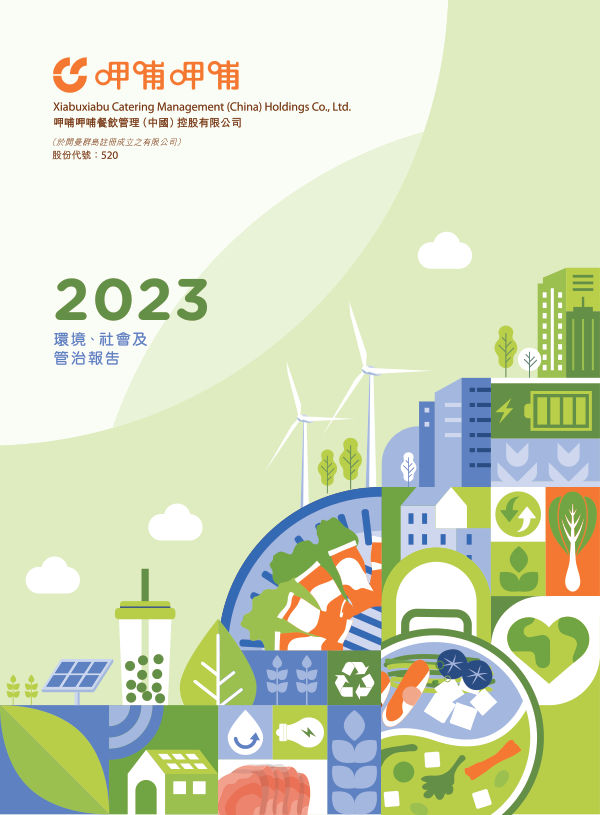 呷哺呷哺
Xiabuxiabu Catering Management (China) Holdings Co., Ltd.
呷哺呷哺餐飲管理（中國）控股有限公司
（於開曼群島註冊成立之有限公司）
股份代號：520
2023
環境、社會及
管治報告